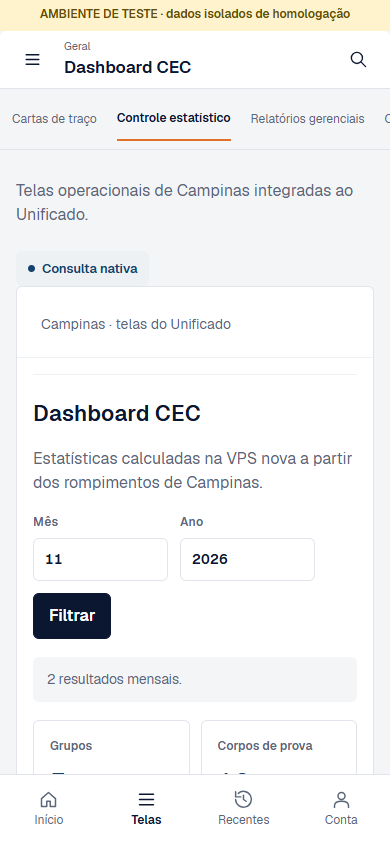 AMBIENTE DE TESTE · dados isolados de homologação
Geral
Dashboard CEC
Cartas de traço
Controle estatístico
Relatórios gerenciais
Telas operacionais de Campinas integradas ao
Unificado.
Consulta nativa
Campinas · telas do Unificado
Dashboard CEC
Estatísticas calculadas na VPS nova a partir
dos rompimentos de Campinas.
Mês
Ano
11
2026
Filtrar
2 resultados mensais.
Grupos
Corpos de prova
Início
Telas
Recentes
Conta